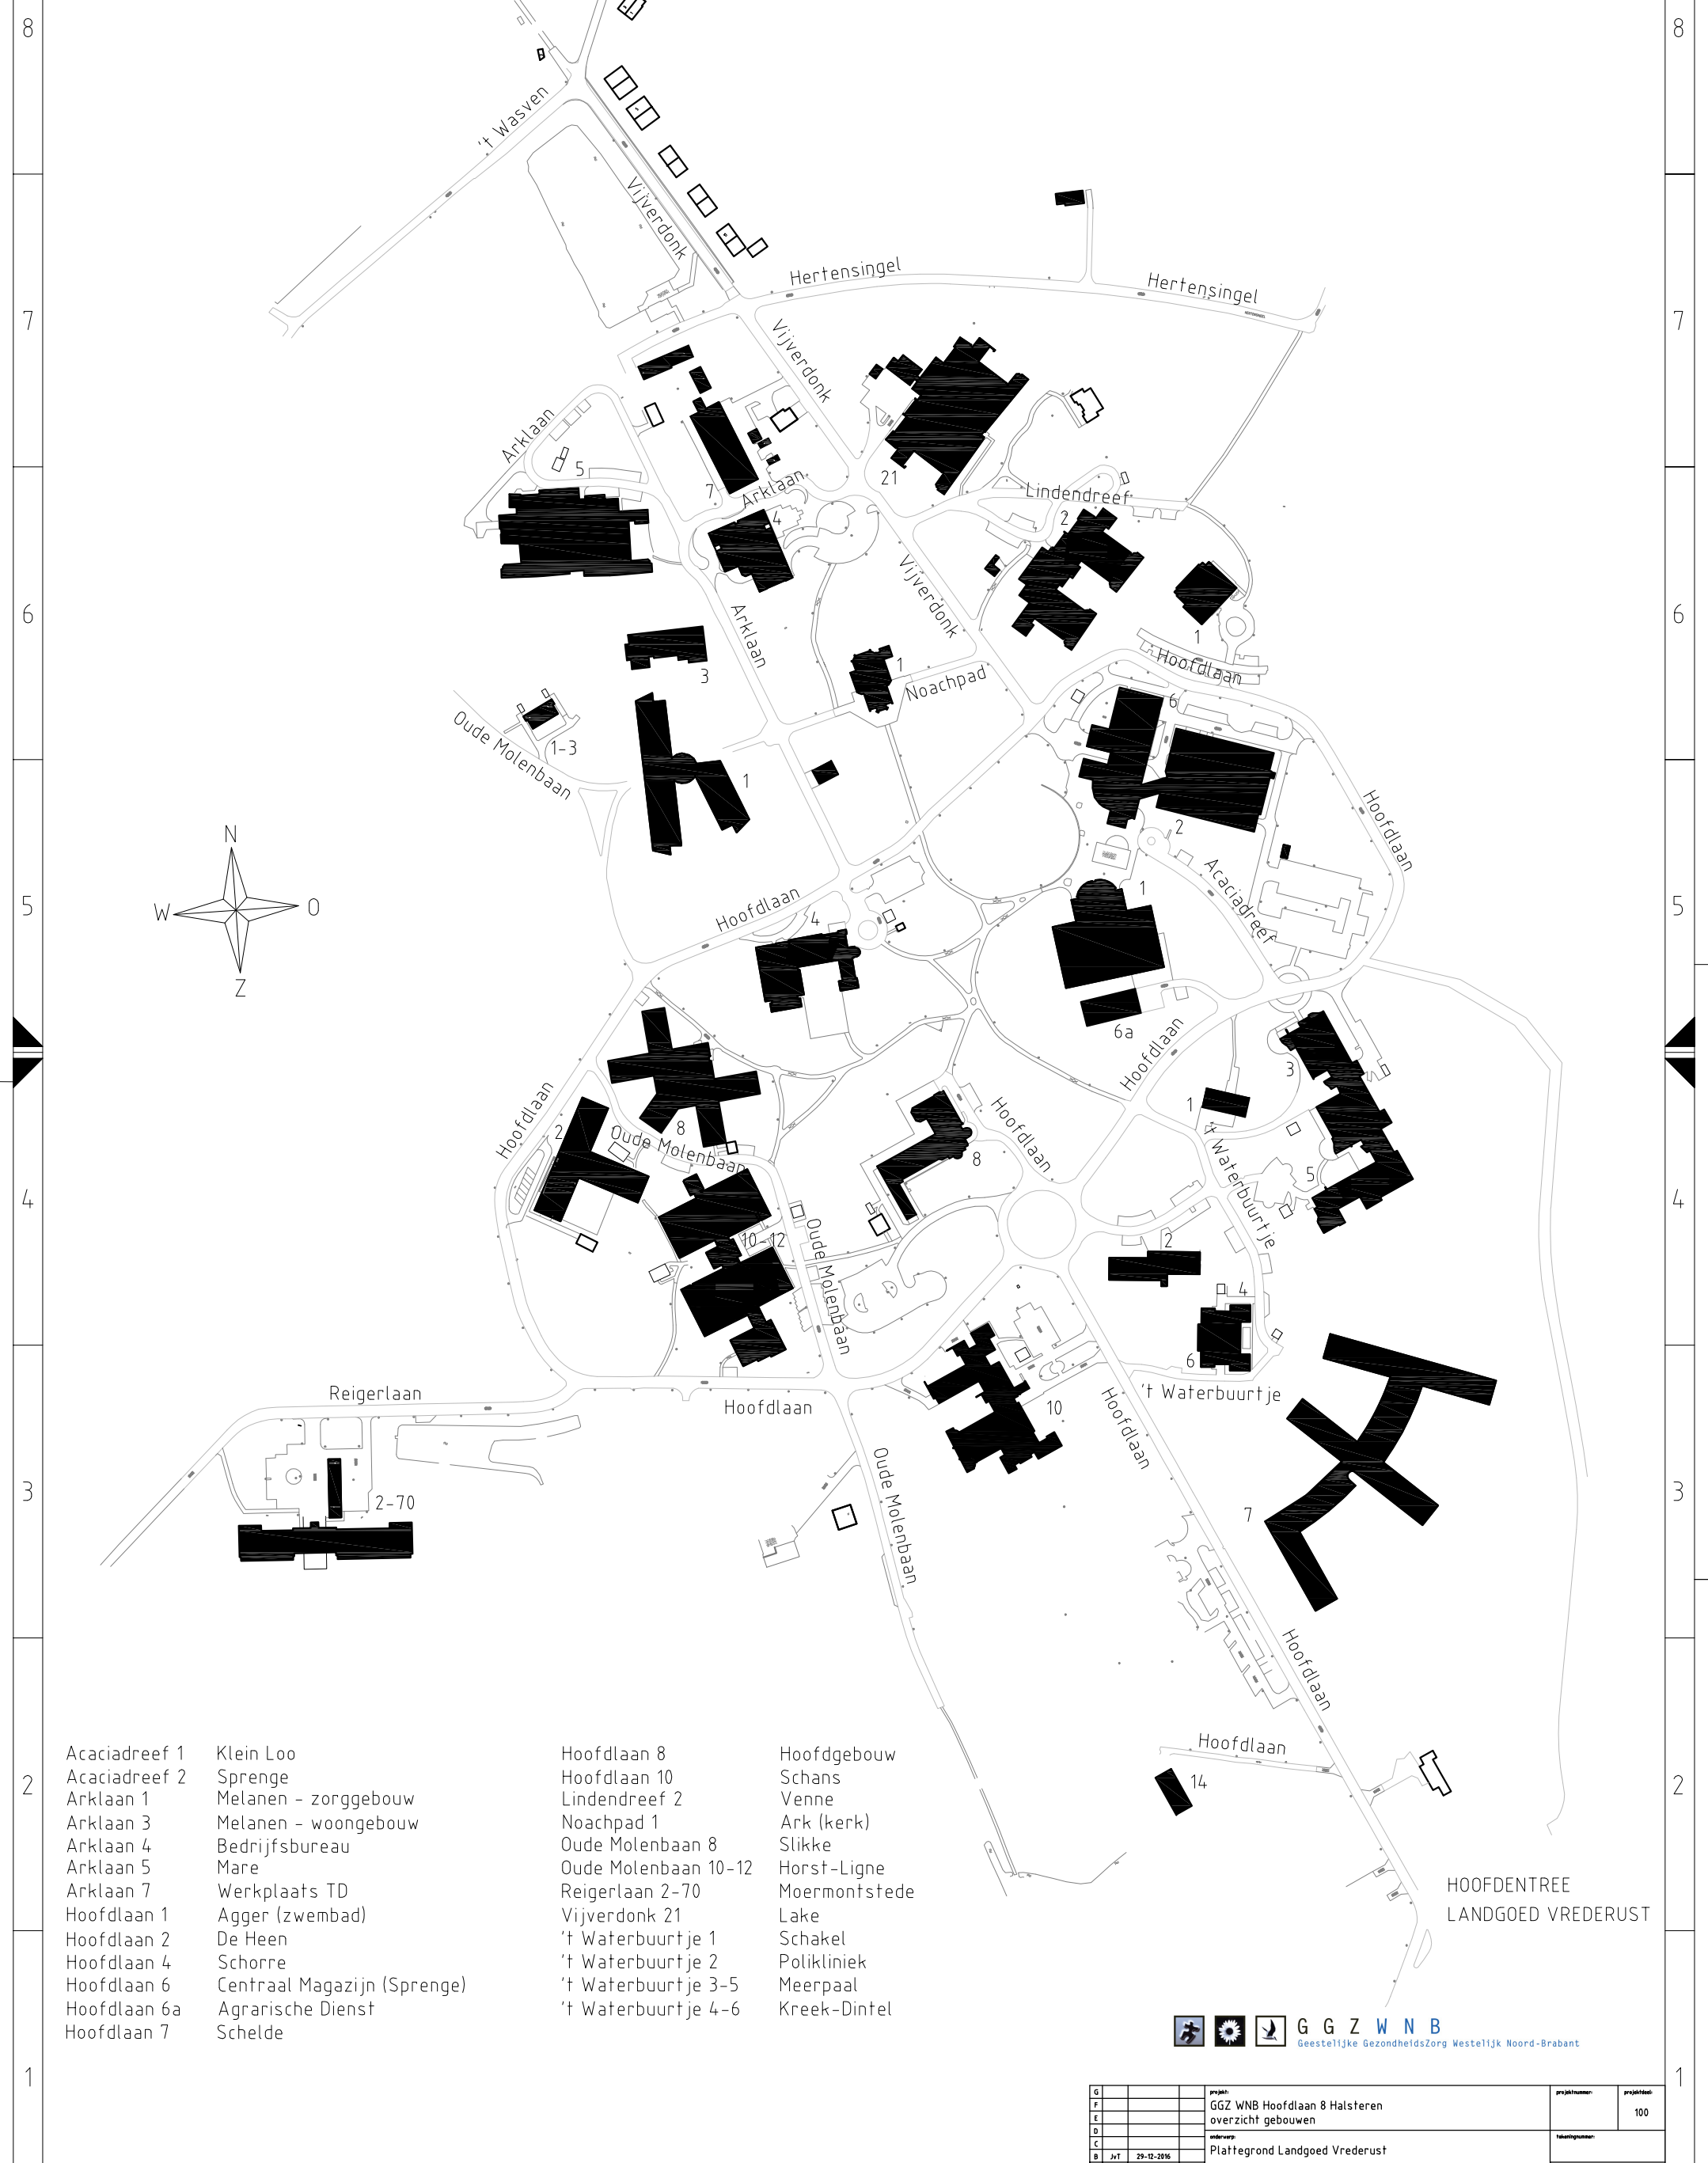 8
8
't Wasven
Vijverdonk
Hertensingel
Hertensingel
7
7
Vijverdonk
Arklaan
5
7
Arklaan
21
Lindendreef
4
2
Vijverdonk
6
6
Arklaan
1
3
1
Noachpad
Hoofdlaan
6
Oude Molenbaan
1-3
1
Hoofdlaan
2
N
W
O
Z
5
5
Hoofdlaan
4
1
Acaciadreef
6a
Hoofdlaan
3
Hoofdlaan
2
8
Oude Molenbaan
Hoofdlaan
8
1
't Waterbuurtje
5
4
4
10-12
Oude Molenbaan
2
4
6
Reigerlaan
Hoofdlaan
10
Hoofdlaan
't Waterbuurtje
3
3
2-70
Oude Molenbaan
7
Hoofdlaan
Hoofdlaan
14
2
2
Acaciadreef 1 Klein Loo
Acaciadreef 2 Sprenge
Arklaan 1 Melanen - zorggebouw
Arklaan 3 Melanen - woongebouw
Arklaan 4 Bedrijfsbureau
Arklaan 5 Mare
Arklaan 7 Werkplaats TD
Hoofdlaan 1 Agger (zwembad)
Hoofdlaan 2 De Heen
Hoofdlaan 4 Schorre
Hoofdlaan 6 Centraal Magazijn (Sprenge)
Hoofdlaan 6a Agrarische Dienst
Hoofdlaan 7 Schelde
Hoofdlaan 8 Hoofdgebouw
Hoofdlaan 10 Schans
Lindendreef 2 Venne
Noachpad 1 Ark (kerk)
Oude Molenbaan 8 Slikke
Oude Molenbaan 10-12 Horst-Ligne
Reigerlaan 2-70 Moermontstede
Vijverdonk 21 Lake
't Waterbuurtje 1 Schakel
't Waterbuurtje 2 Polikliniek
't Waterbuurtje 3-5 Meerpaal
't Waterbuurtje 4-6 Kreek-Dintel
HOOFDENTREE
LANDGOED VREDERUST
GGZ WNB
Geestelijke GezondheidsZorg Westelijk Noord-Brabant
1
1
G
F
E
D
C
B JvT 29-12-2016
projekt:
GGZ WNB Hoofdlaan 8 Halsteren
overzicht gebouwen
onderwerp:
Plattegrond Landgoed Vrederust
projektnummer:
projektdeel:
100
tekeningnummer: